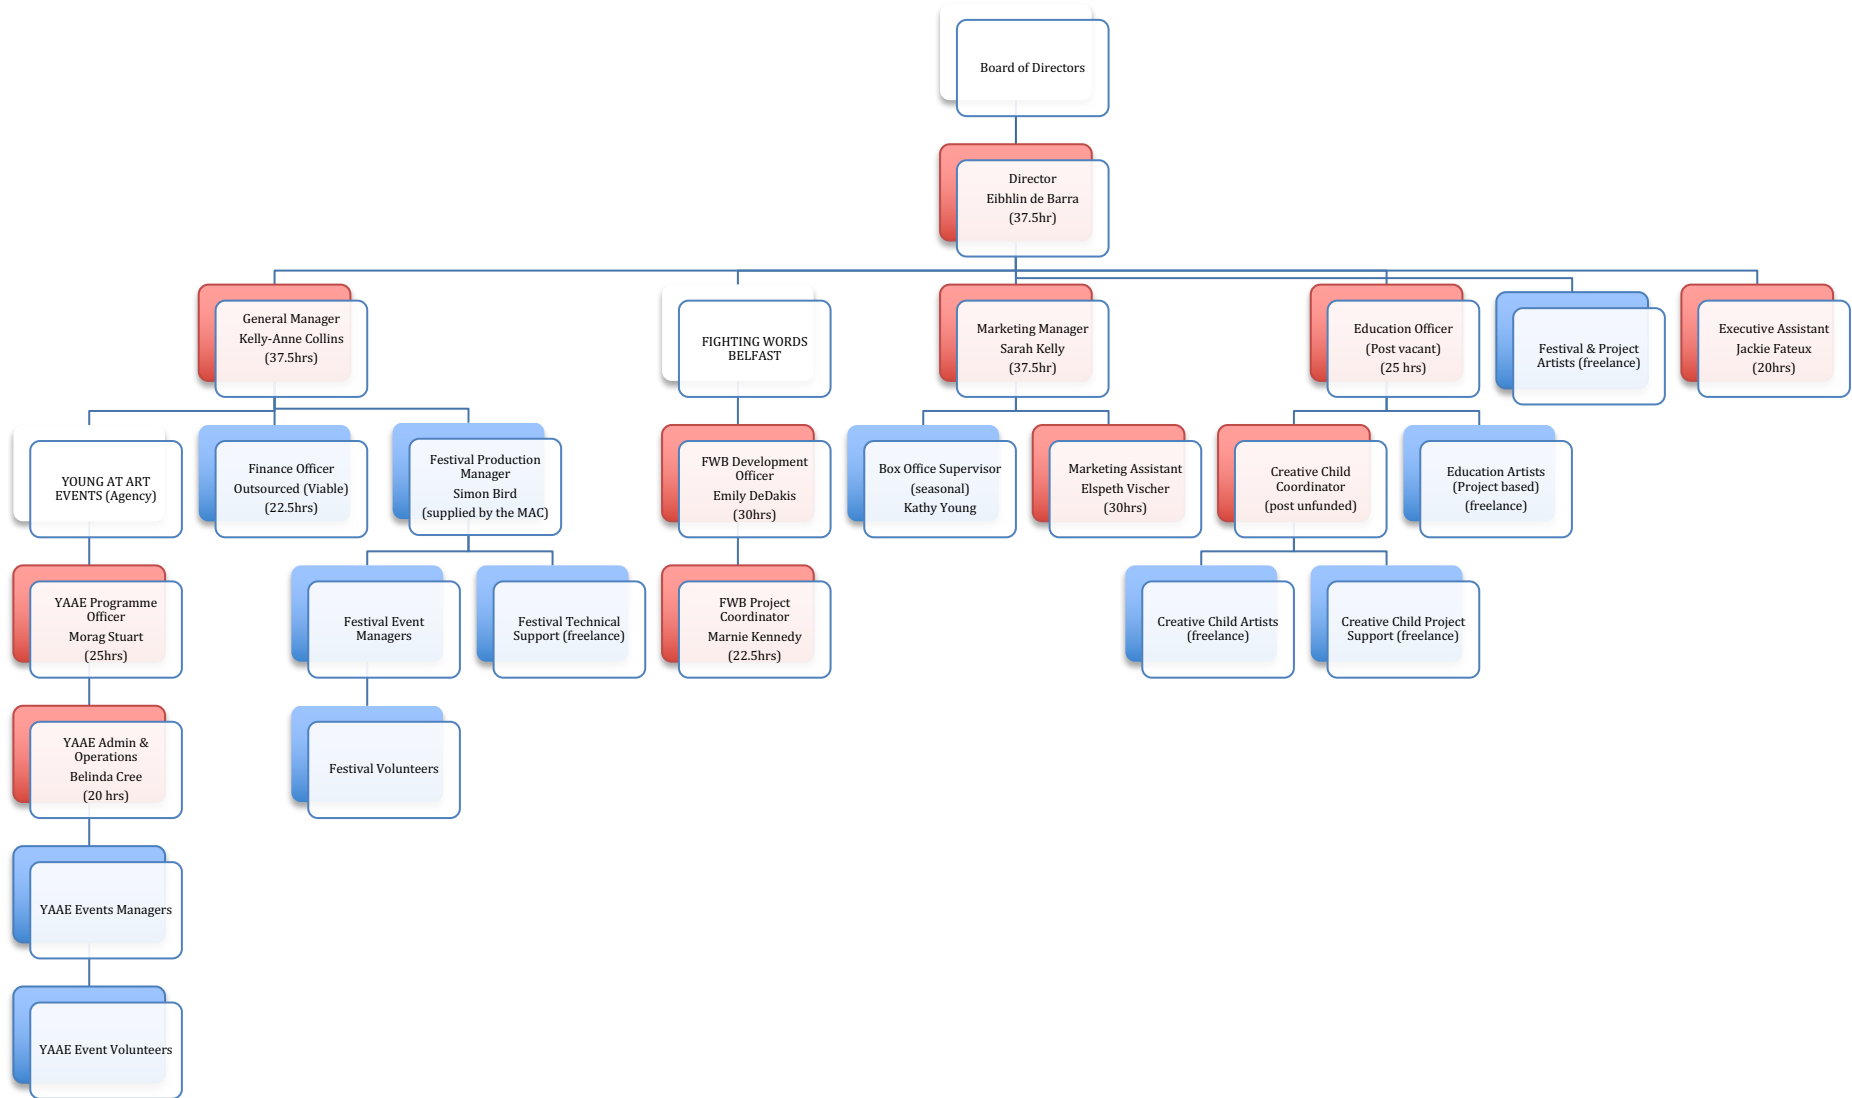 Board of Directors
Director
Eibhlin de Barra
(37.5hr)
General Manager
Kelly-Anne Collins
(37.5hrs)
FIGHTING WORDS
BELFAST
Marketing Manager
Sarah Kelly
(37.5hr)
Education Officer
(Post vacant)
(25 hrs)
Festival & Project
Artists (freelance)
Executive Assistant
Jackie Fateux
(20hrs)
YOUNG AT ART
EVENTS (Agency)
Finance Officer
Outsourced (Viable)
(22.5hrs)
Festival Production
Manager
Simon Bird
(supplied by the MAC)
FWB Development
Officer
Emily DeDakis
(30hrs)
Box Office Supervisor
(seasonal)
Kathy Young
Marketing Assistant
Elspeth Vischer
(30hrs)
Creative Child
Coordinator
(post unfunded)
Education Artists
(Project based)
(freelance)
YAAE Programme
Officer
Morag Stuart
(25hrs)
Festival Event
Managers
Festival Technical
Support (freelance)
FWB Project
Coordinator
Marnie Kennedy
(22.5hrs)
Creative Child Artists
(freelance)
Creative Child Project
Support (freelance)
YAAE Admin &
Operations
Belinda Cree
(20 hrs)
Festival Volunteers
YAAE Events Managers
YAAE Event Volunteers